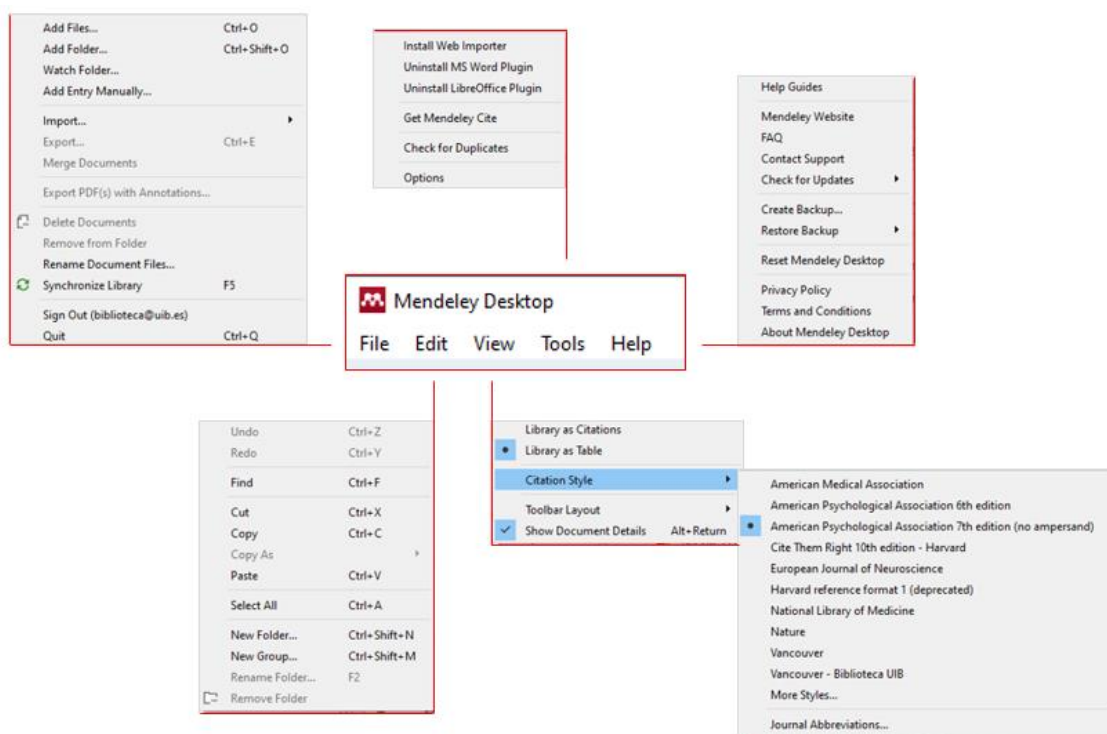 Add Files... Ctrl+O
Add Folder... Ctrl+Shift+O
Watch Folder...
Add Entry Manually...
Import...
Export... Ctrl+E
Merge Documents
Export PDF(s) with Annotations...
Delete Documents
Remove from Folder
Rename Document Files...
Synchronize Library F5
Sign Out (biblioteca@uib.es)
Quit Ctrl+Q
Install Web Importer
Uninstall MS Word Plugin
Uninstall LibreOffice Plugin
Get Mendeley Cite
Check for Duplicates
Options
Help Guides
Mendeley Website
FAQ
Contact Support
Check for Updates
Create Backup...
Restore Backup
Reset Mendeley Desktop
Privacy Policy
Terms and Conditions
About Mendeley Desktop
Mendeley Desktop
File Edit View Tools Help
Undo Ctrl+Z
Redo Ctrl+Y
Find Ctrl+F
Cut Ctrl+X
Copy Ctrl+C
Copy As
Paste Ctrl+V
Select All Ctrl+A
New Folder... Ctrl+Shift+N
New Group... Ctrl+Shift+M
Rename Folder... F2
Remove Folder
Library as Citations
Library as Table
Citation Style
Toolbar Layout
Show Document Details Alt+Return
American Medical Association
American Psychological Association 6th edition
American Psychological Association 7th edition (no ampersand)
Cite Them Right 10th edition - Harvard
European Journal of Neuroscience
Harvard reference format 1 (deprecated)
National Library of Medicine
Nature
Vancouver
Vancouver - Biblioteca UIB
More Styles...
Journal Abbreviations...